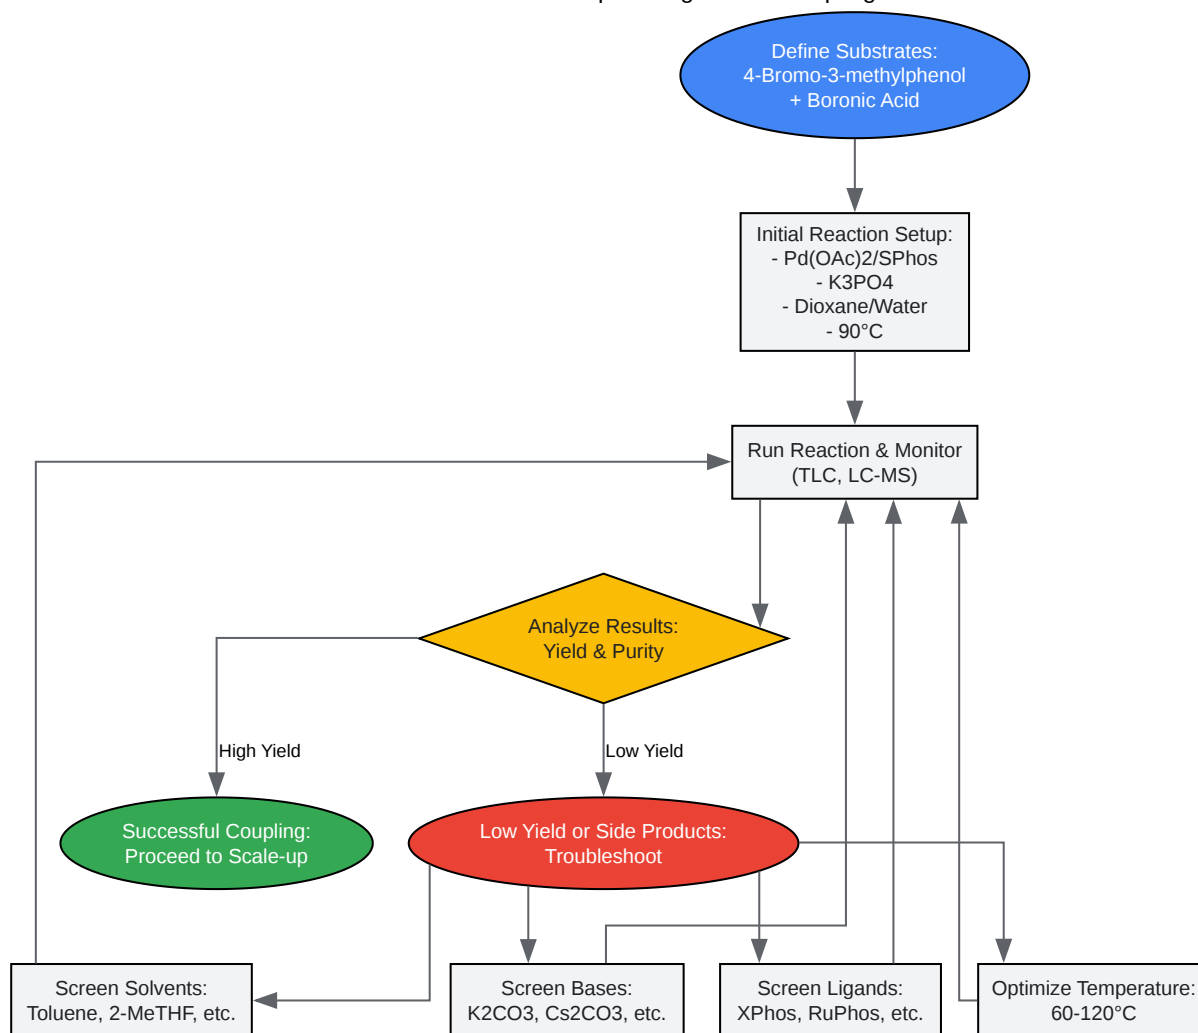 Define Substrates:
4-Bromo-3-methylphenol
+ Boronic Acid
Initial Reaction Setup:
- Pd(OAc)2/SPhos
- K3PO4
- Dioxane/Water
- 90°C
Run Reaction & Monitor
(TLC, LC-MS)
Analyze Results:
Yield & Purity
High Yield
Low Yield
Successful Coupling:
Proceed to Scale-up
Low Yield or Side Products:
Troubleshoot
Screen Solvents:
Toluene, 2-MeTHF, etc.
Screen Bases:
K2CO3, Cs2CO3, etc.
Screen Ligands:
XPhos, RuPhos, etc.
Optimize Temperature:
60-120°C